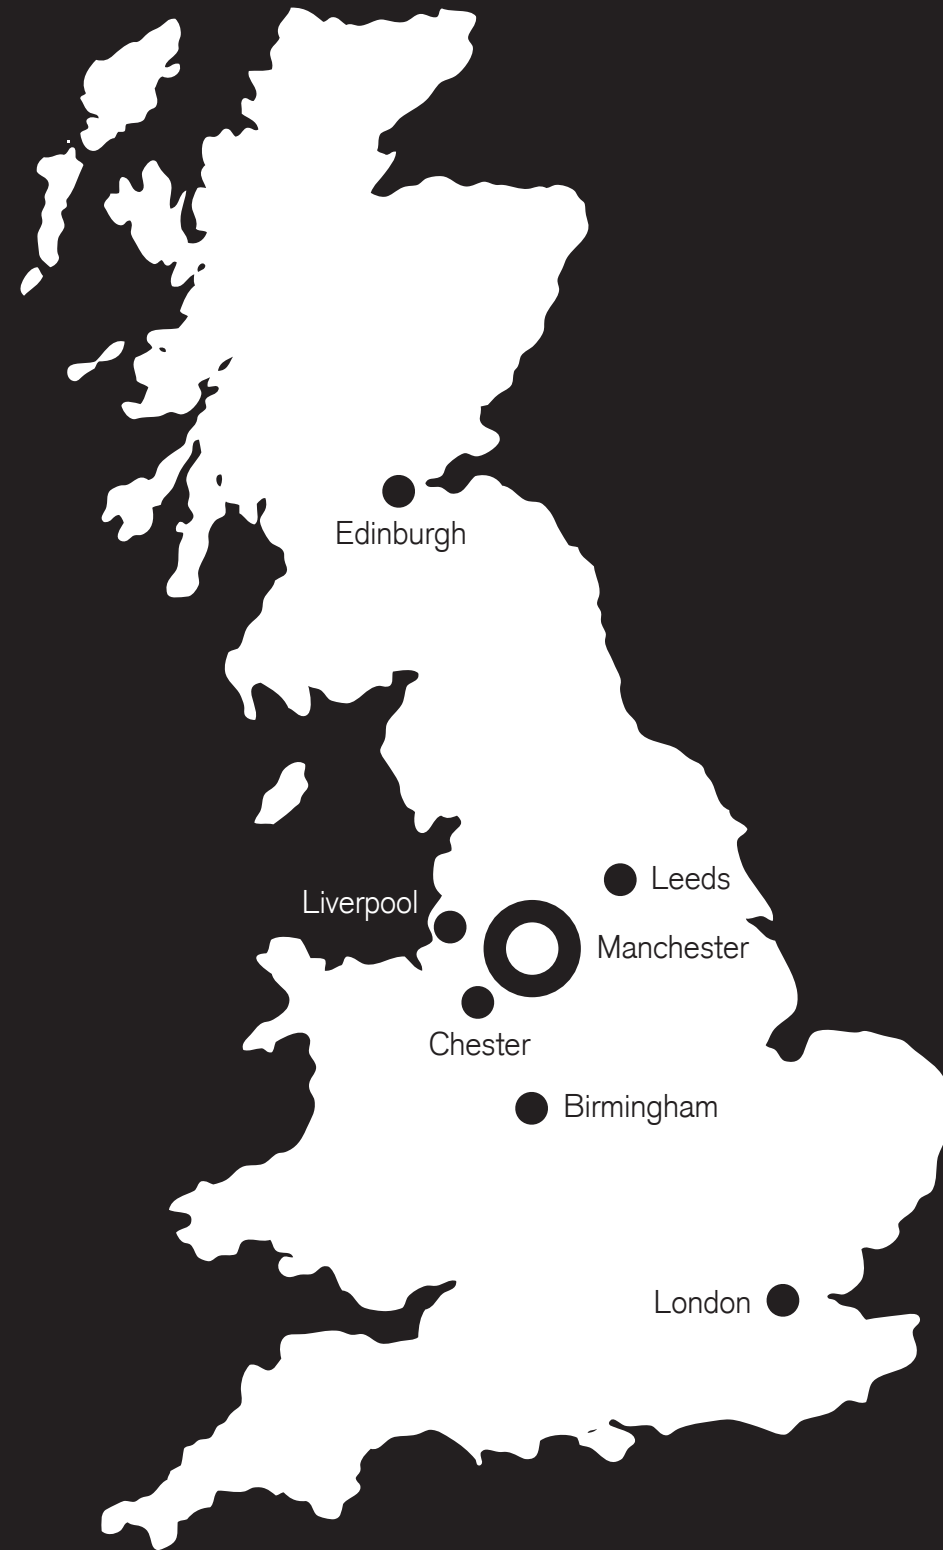 Edinburgh
Leeds
Liverpool
Manchester
Chester
Birmingham
London